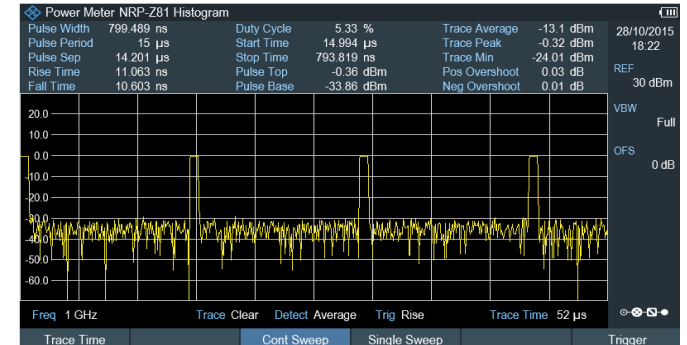 Power Meter NRP-Z81 Histogram
Pulse Width 799.489 ns Duty Cycle 5.33 % Trace Average -13.1 dBm 28/10/2015
Pulse Period 15 µs Start Time 14.994 µs Trace Peak -0.32 dBm 18:22
Pulse Sep 14.201 µs Stop Time 793.819 ns Trace Min -24.01 dBm
Rise Time 11.063 ns Pulse Top -0.36 dBm Pos Overshoot 0.03 dB REF
Fall Time 10.603 ns Pulse Base -33.86 dBm Neg Overshoot 0.01 dB 30 dBm
VBW
20.0 Full
10.0
0.0 OFS
-10.0 0 dB
-20.0
-30.0
-40.0
-50.0
-60.0
Freq 1 GHz Trace Clear Detect Average Trig Rise Trace Time 52 µs
Trace Time Cont Sweep Single Sweep Trigger